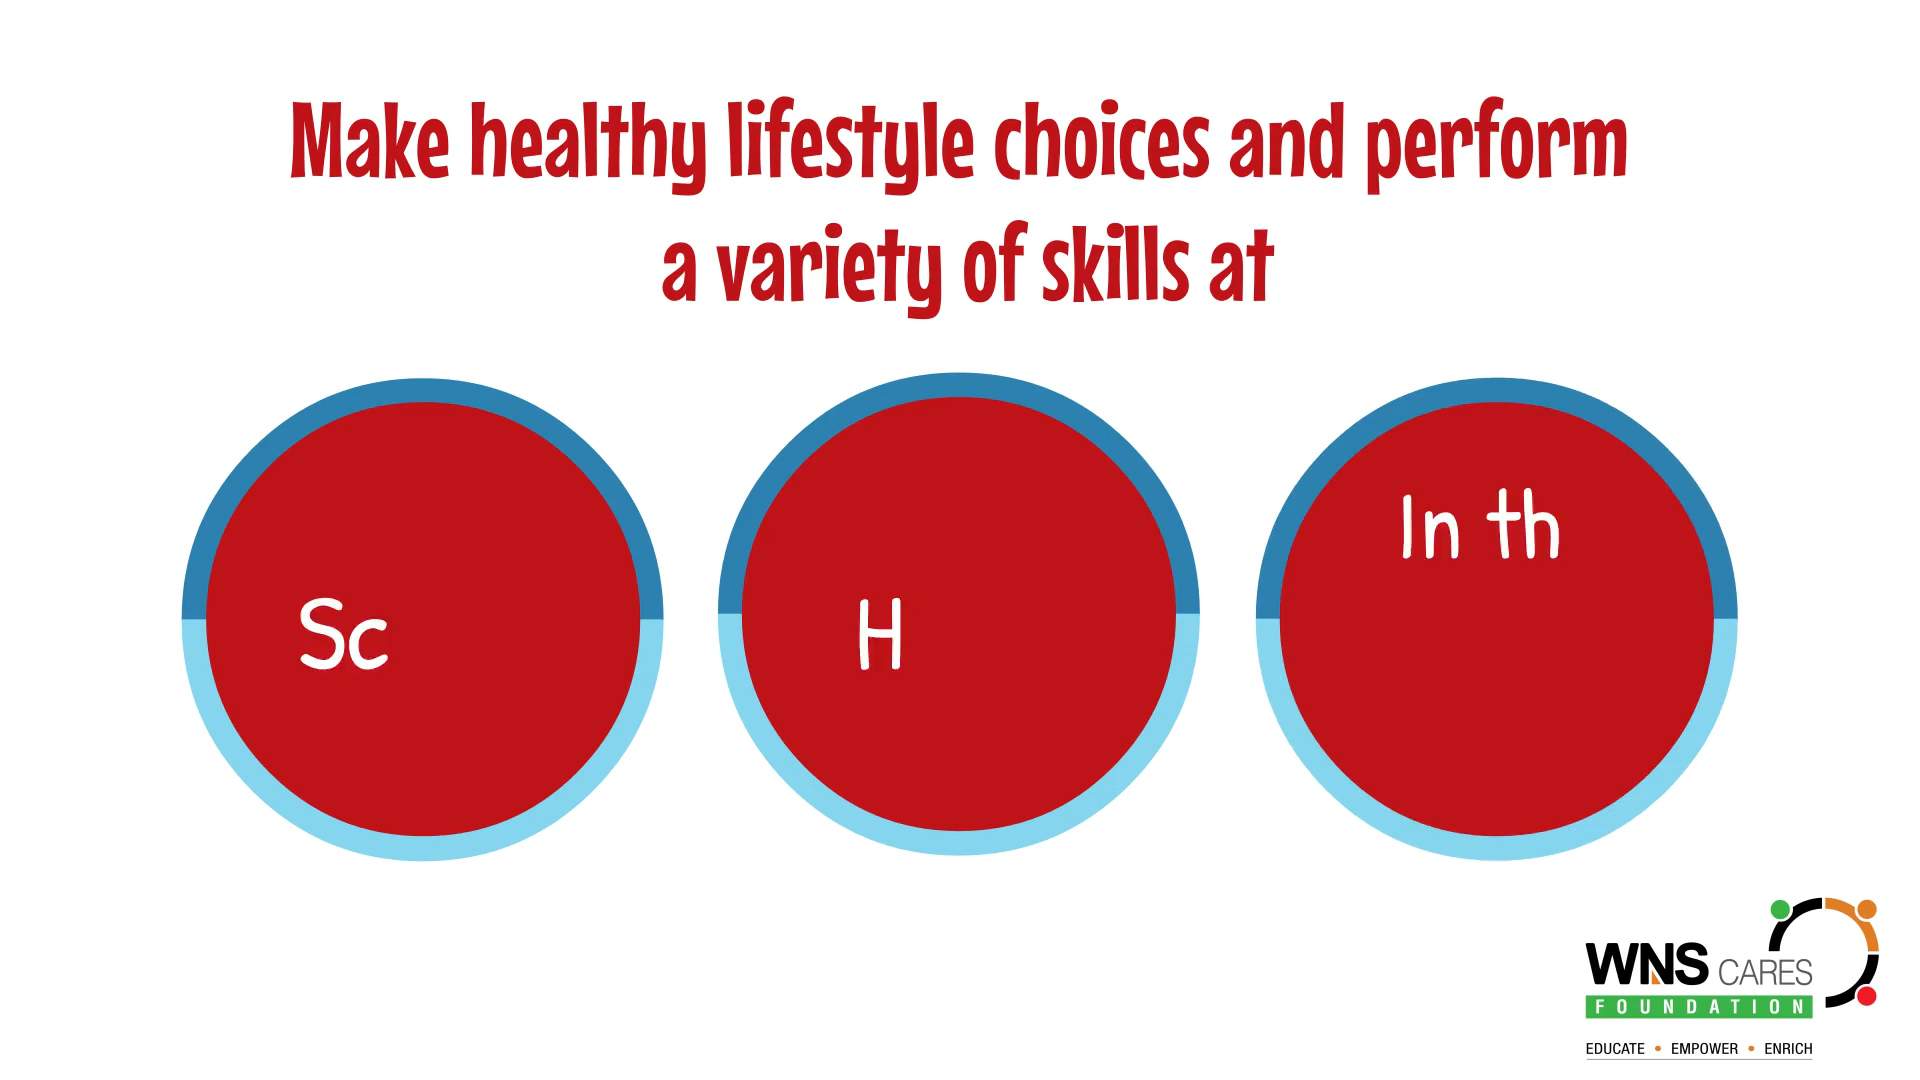 Make healthy lifestyle choices and perform
a variety of skills at
Sc
H
In th
WNS CARES
FOUNDATION
EDUCATE • EMPOWER • ENRICH